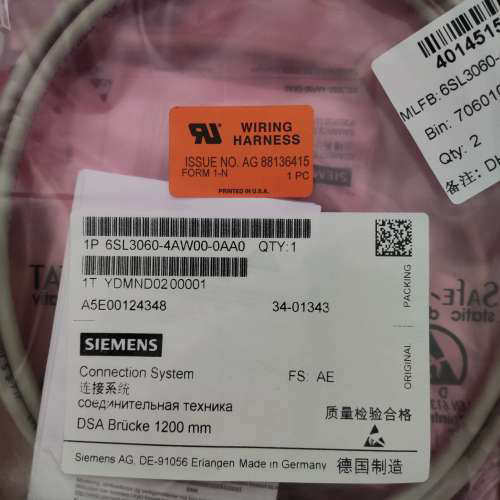 4014515
MLFB: 6SL3060-
Bin: 706010
Qty: 2
备注:
WIRING
HARNESS
ISSUE NO. AG 88136415
FORM 1-N 1 PC
PRINTED IN U.S.A.
1P 6SL3060-4AW00-0AA0 QTY:1
1T YDMND0200001
A5E00124348 34-01343
ORIGINAL PACKING
SIEMENS
Connection System FS: AE
连接系统
соединительная техника 质量检验合格
DSA Brücke 1200 mm
Siemens AG, DE-91056 Erlangen Made in Germany 德国制造